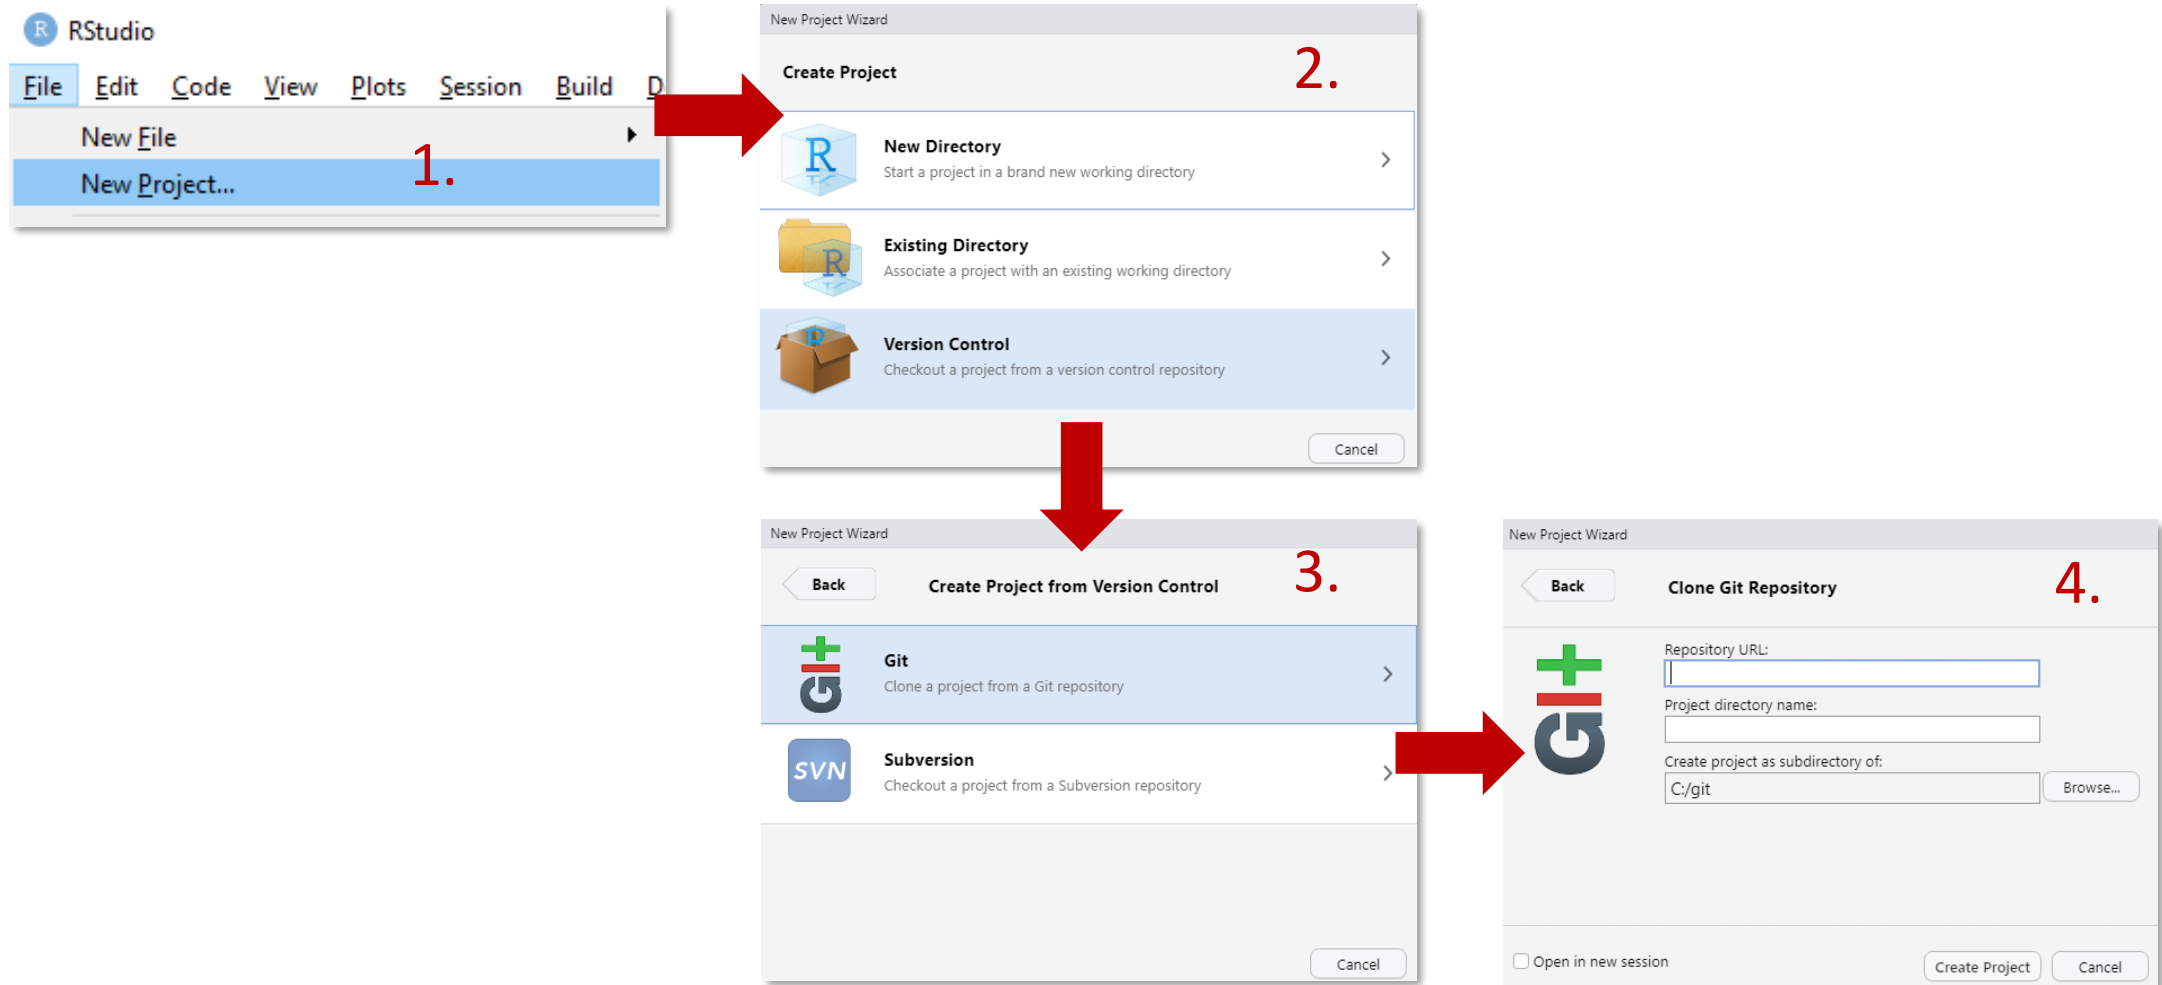 RStudio
File Edit Code View Plots Session Build D
New File
New Project...
1.
New Project Wizard
Create Project
2.
New Directory
Start a project in a brand new working directory
Existing Directory
Associate a project with an existing working directory
Version Control
Checkout a project from a version control repository
Cancel
New Project Wizard
Back
Create Project from Version Control
3.
Git
Clone a project from a Git repository
SVN
Subversion
Checkout a project from a Subversion repository
Cancel
New Project Wizard
Back
Clone Git Repository
4.
Git
Repository URL:
Project directory name:
Create project as subdirectory of:
C:/git
Browse...
Open in new session
Create Project
Cancel